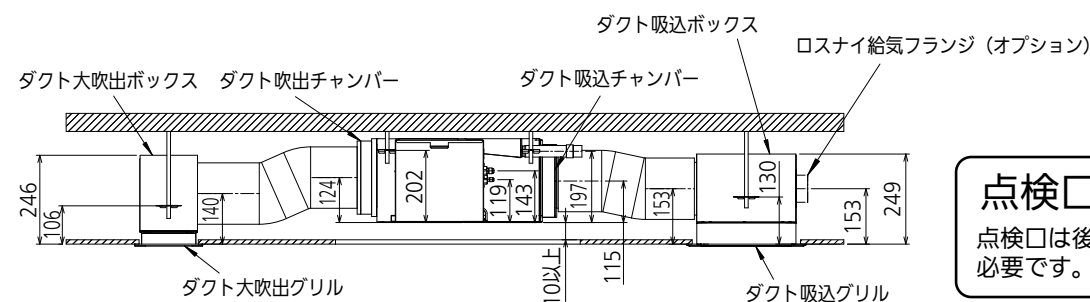 ダクト吸込ボックス
ロスナイ給気フランジ（オプション）
ダクト大吹出ボックス
ダクト吹出チャンバー
ダクト吸込チャンバー
246
106
140
124
202
119
143
197
10以上
115
153
130
153
249
ダクト大吹出グリル
ダクト吸込グリル
点検口
点検口は後
必要です。